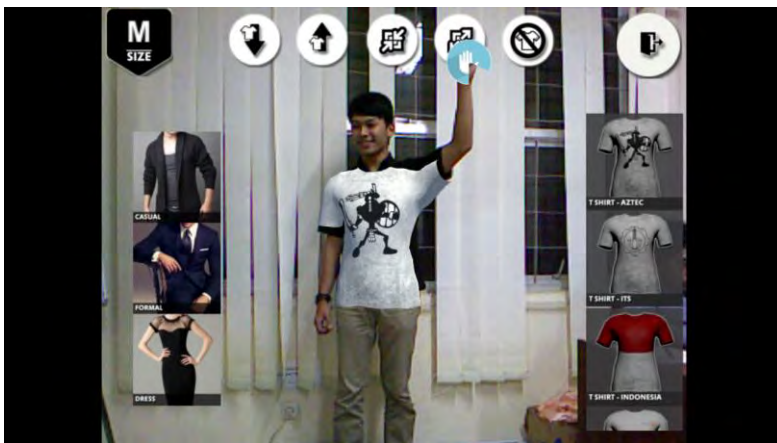 M
SIZE
CASUAL
FORMAL
DRESS
T SHIRT - AZTEC
T SHIRT - ITS
T SHIRT - INDONESIA